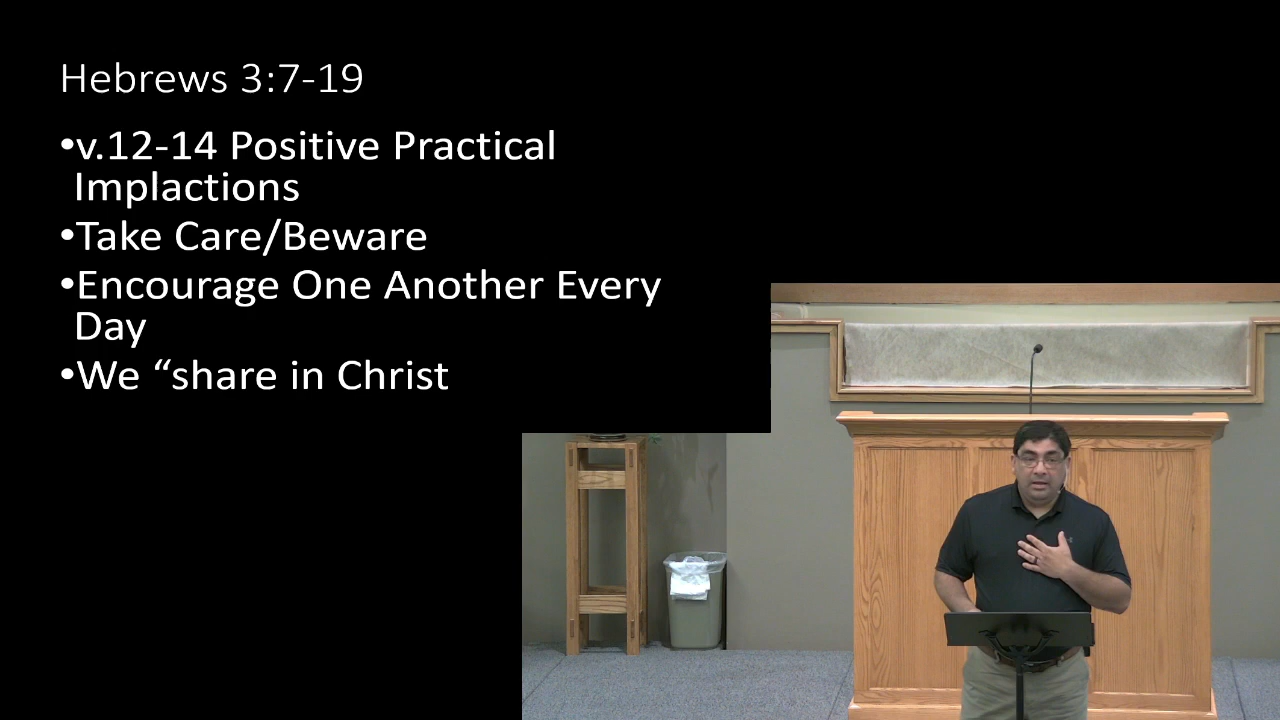 Hebrews 3:7-19
•v.12-14 Positive Practical
Implactions
•Take Care/Beware
•Encourage One Another Every
Day
•We “share in Christ